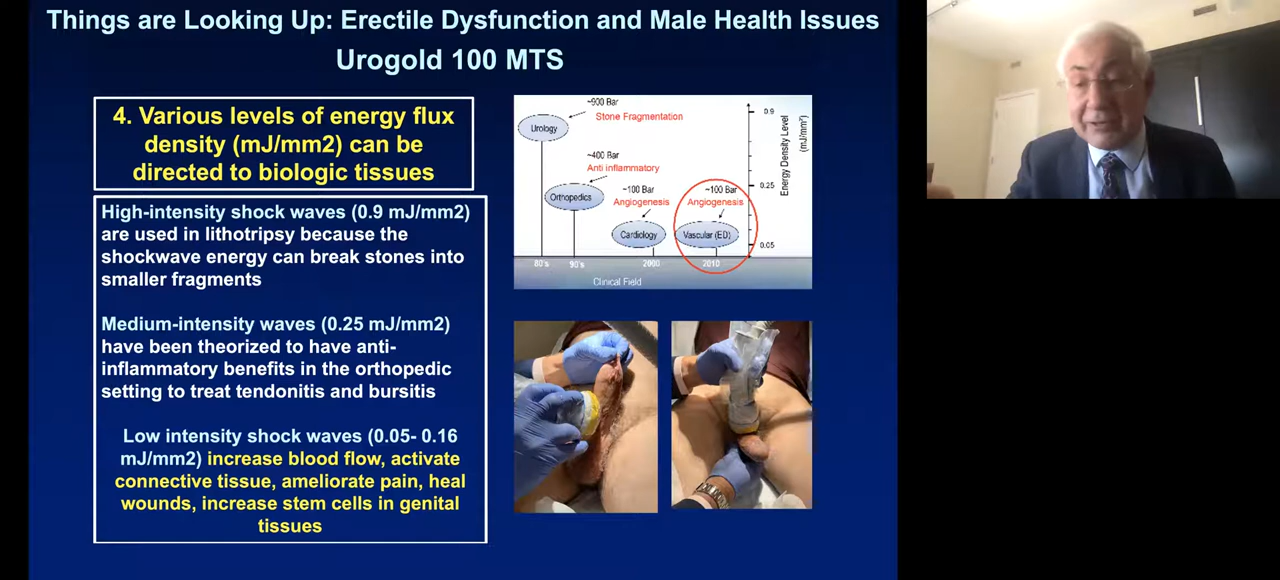 Things are Looking Up: Erectile Dysfunction and Male Health Issues
Urogold 100 MTS
4. Various levels of energy flux
density (mJ/mm2) can be
directed to biologic tissues
High-intensity shock waves (0.9 mJ/mm2)
are used in lithotripsy because the
shockwave energy can break stones into
smaller fragments
Medium-intensity waves (0.25 mJ/mm2)
have been theorized to have anti-
inflammatory benefits in the orthopedic
setting to treat tendonitis and bursitis
Low intensity shock waves (0.05- 0.16
mJ/mm2) increase blood flow, activate
connective tissue, ameliorate pain, heal
wounds, increase stem cells in genital
tissues
~900 Bar
Stone Fragmentation
Urology
~400 Bar
Anti inflammatory
Orthopedics
~100 Bar
Angiogenesis
Cardiology
~100 Bar
Angiogenesis
Vascular (ED)
0.9
0.25
0.05
Energy Density Level
(mJ/mm²)
80's
90's
2000
2010
Clinical Field